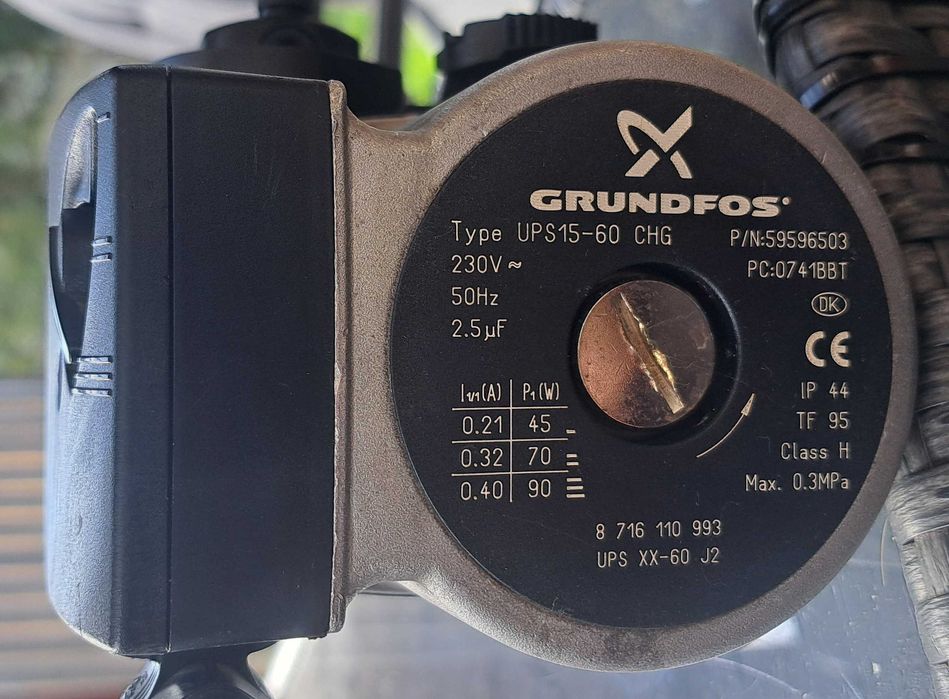 GRUNDFOS
Type UPS15-60 CHG
P/N:59596503
230V ~
PC:0741BBT
50Hz
DK
2.5µF
CE
I1/1(A) P1(W)
IP 44
0.21 45
TF 95
0.32 70
Class H
0.40 90
Max. 0.3MPa
8 716 110 993
UPS XX-60 J2